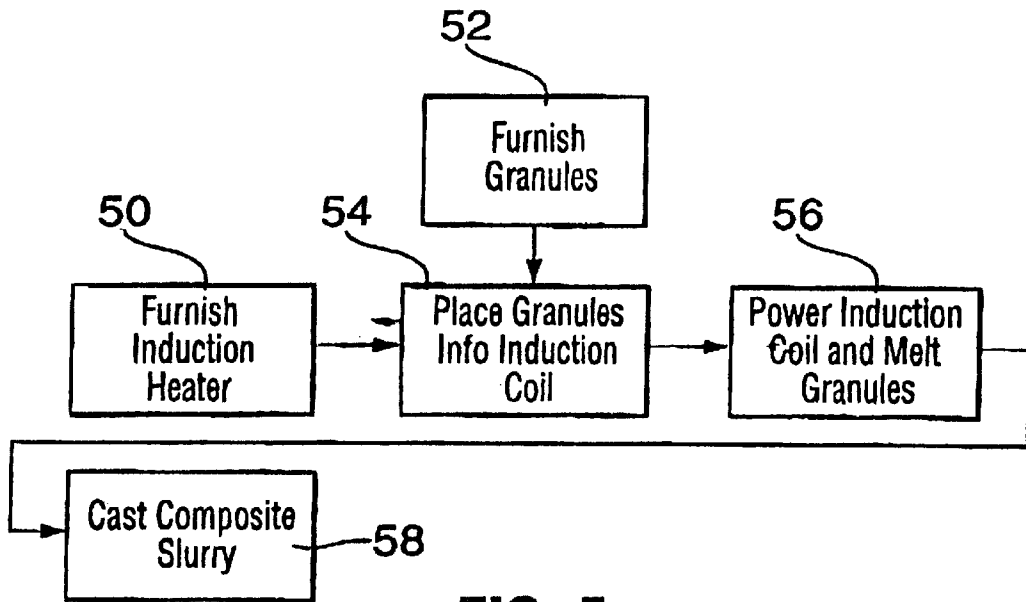 52
Furnish
Granules
50
54
56
Furnish
Induction
Heater
Place Granules
Info Induction
Coil
Power Induction
Coil and Melt
Granules
Cast Composite
Slurry
58